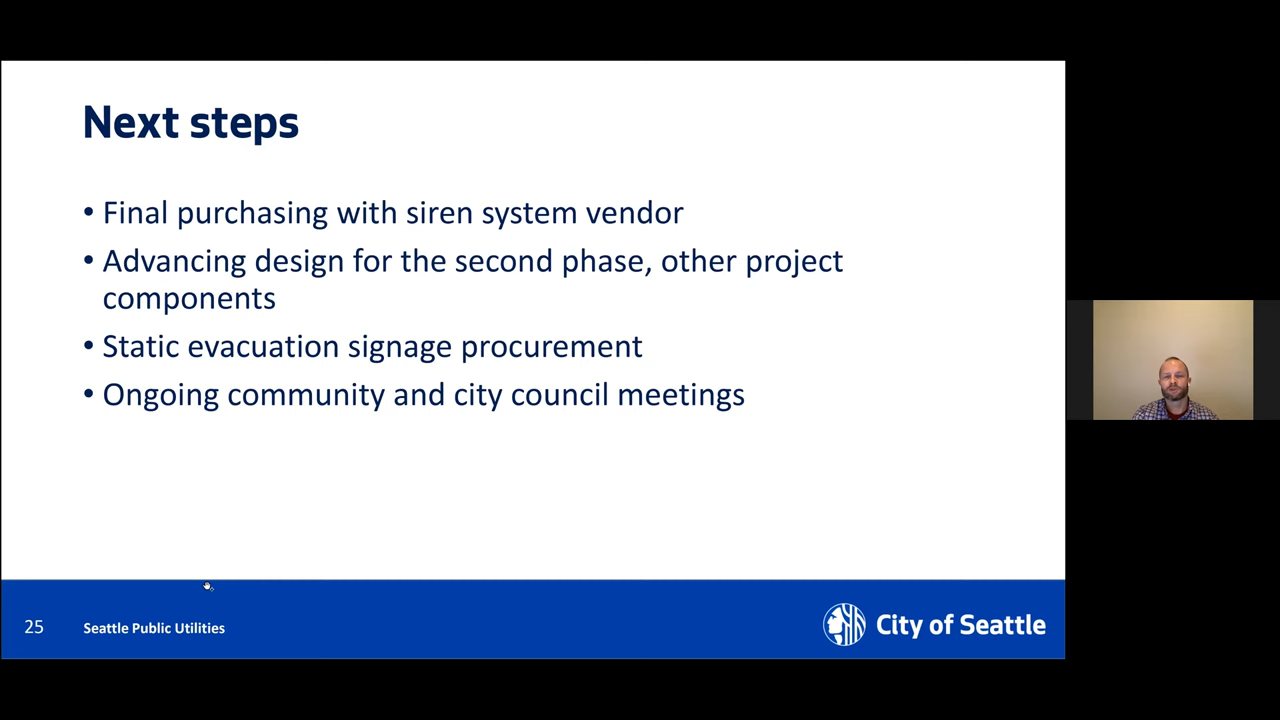 Next steps
• Final purchasing with siren system vendor
• Advancing design for the second phase, other project
components
• Static evacuation signage procurement
• Ongoing community and city council meetings
25
Seattle Public Utilities
City of Seattle